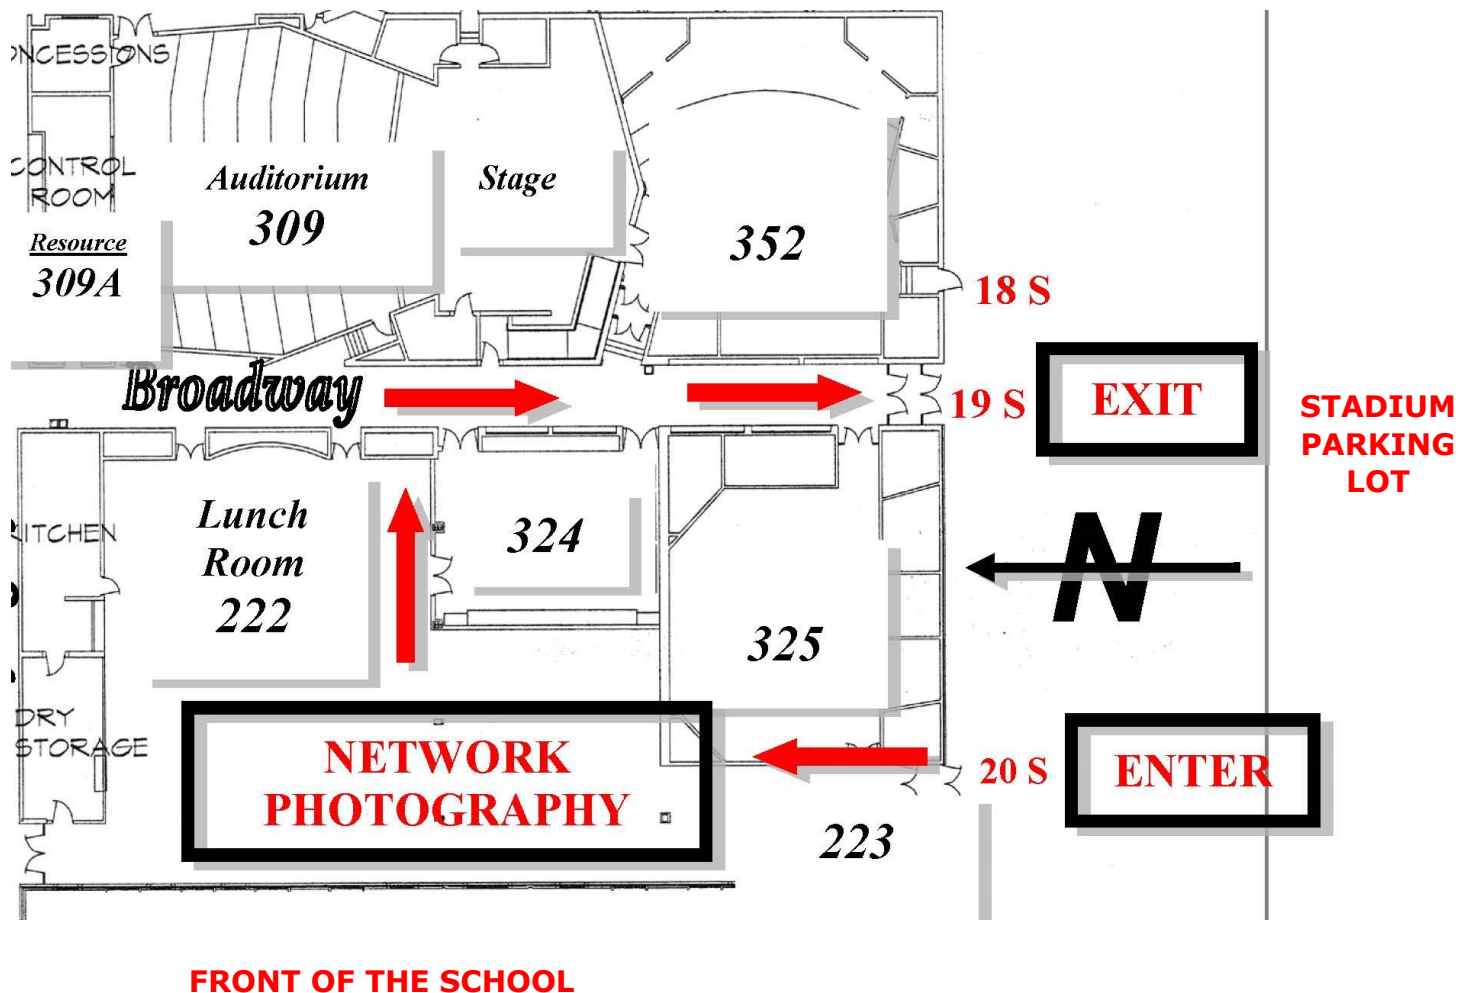 ONCESSIONS
CONTROL
ROOM
Auditorium
309
Stage
Resource
309A
352
18 S
Broadway
19 S
EXIT
STADIUM
PARKING
LOT
KITCHEN
Lunch
Room
222
324
N
325
DRY
STORAGE
NETWORK
PHOTOGRAPHY
20 S
ENTER
223
FRONT OF THE SCHOOL